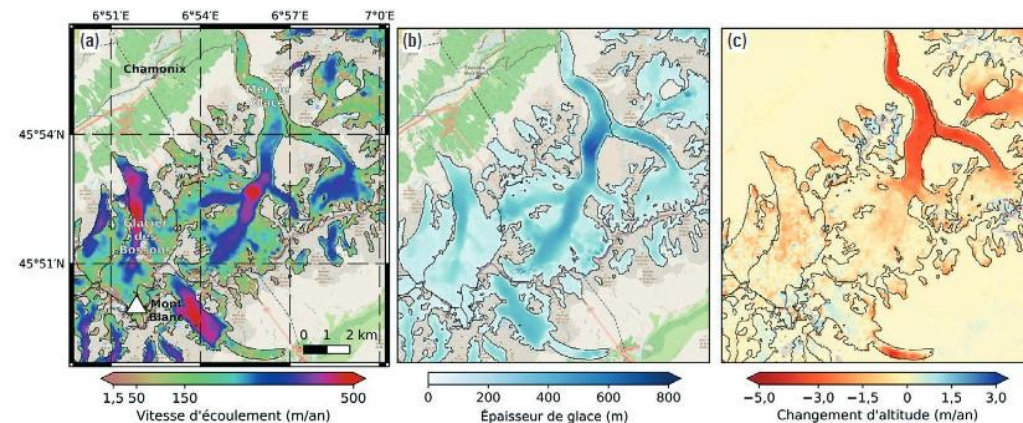 6°51'E 6°54'E 6°57'E 7°0'E
(a) (b) (c)
Chamonix
Mer de
Glace
45°54'N
Glacier
des
Bossons
45°51'N
Mont
Blanc
0 1 2 km
1,5 50 150 500
Vitesse d'écoulement (m/an)
0 200 400 600 800
Épaisseur de glace (m)
−5,0 −3,0 −1,5 0 1,5 3,0
Changement d'altitude (m/an)